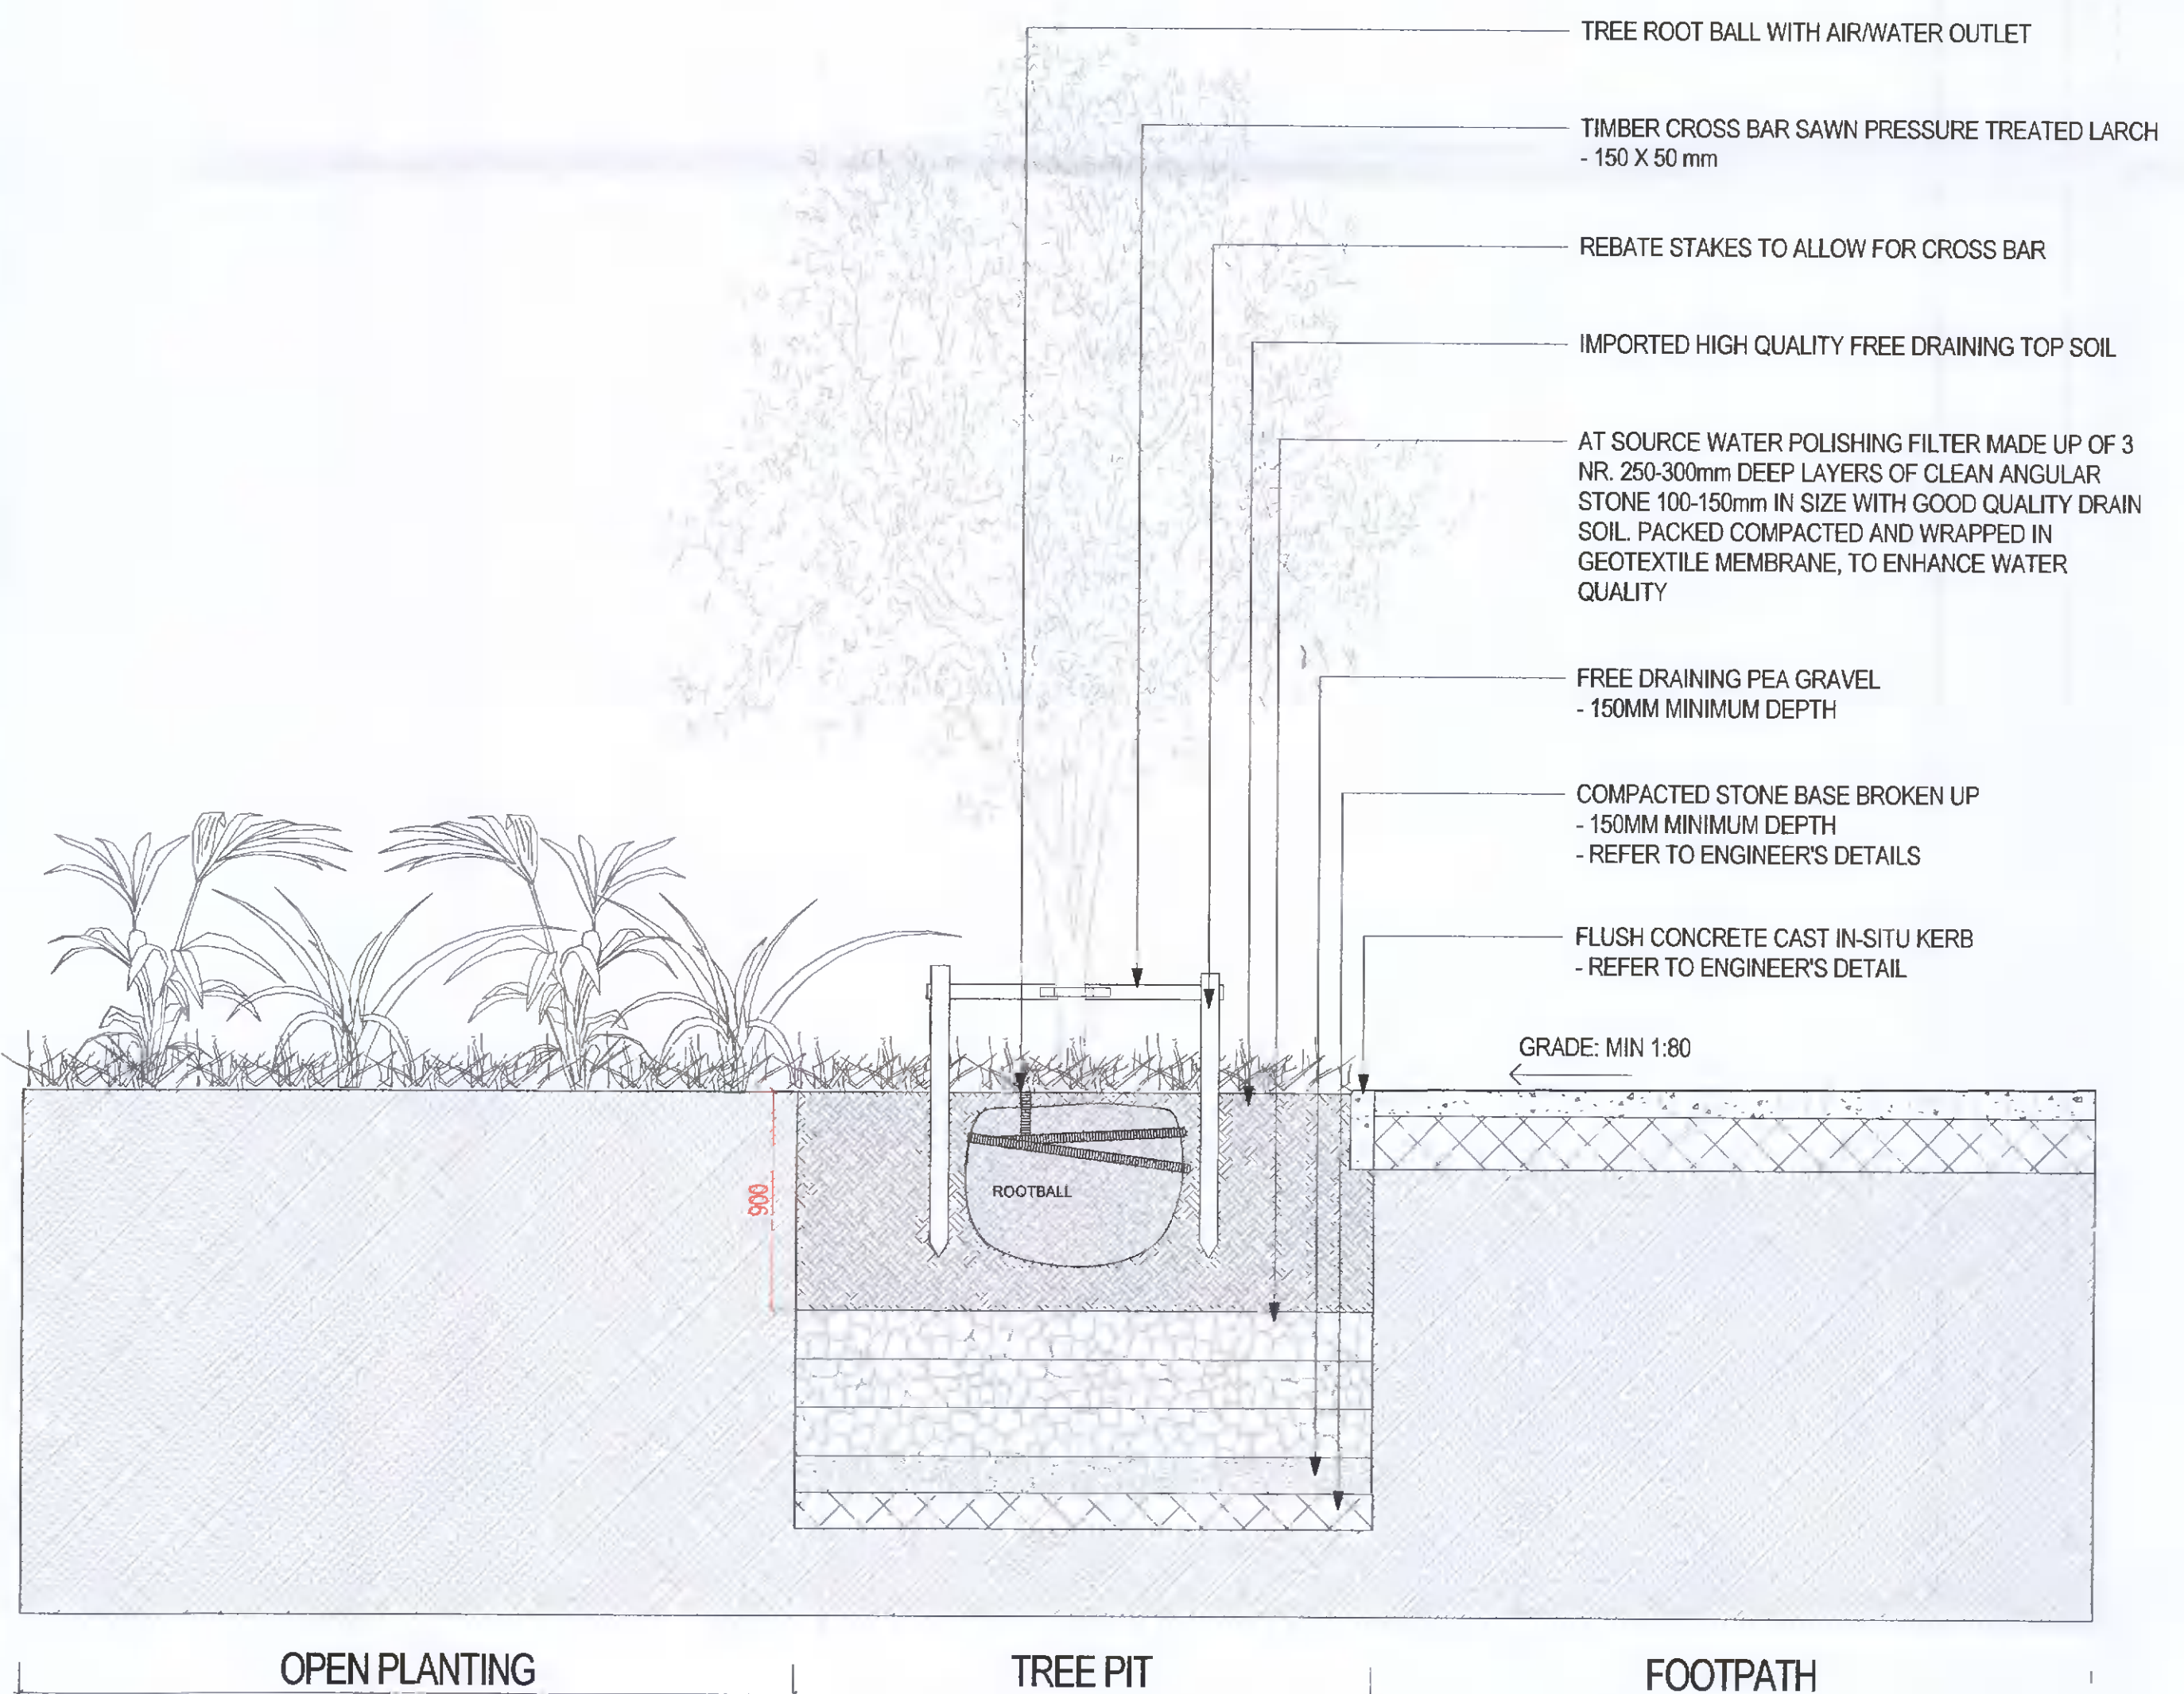 TREE ROOT BALL WITH AIR/WATER OUTLET
TIMBER CROSS BAR SAWN PRESSURE TREATED LARCH
- 150 X 50 mm
REBATE STAKES TO ALLOW FOR CROSS BAR
IMPORTED HIGH QUALITY FREE DRAINING TOP SOIL
AT SOURCE WATER POLISHING FILTER MADE UP OF 3
NR. 250-300mm DEEP LAYERS OF CLEAN ANGULAR
STONE 100-150mm IN SIZE WITH GOOD QUALITY DRAIN
SOIL. PACKED COMPACTED AND WRAPPED IN
GEOTEXTILE MEMBRANE, TO ENHANCE WATER
QUALITY
FREE DRAINING PEA GRAVEL
- 150MM MINIMUM DEPTH
COMPACTED STONE BASE BROKEN UP
- 150MM MINIMUM DEPTH
- REFER TO ENGINEER'S DETAILS
FLUSH CONCRETE CAST IN-SITU KERB
- REFER TO ENGINEER'S DETAIL
GRADE: MIN 1:80
900
ROOTBALL
OPEN PLANTING
TREE PIT
FOOTPATH